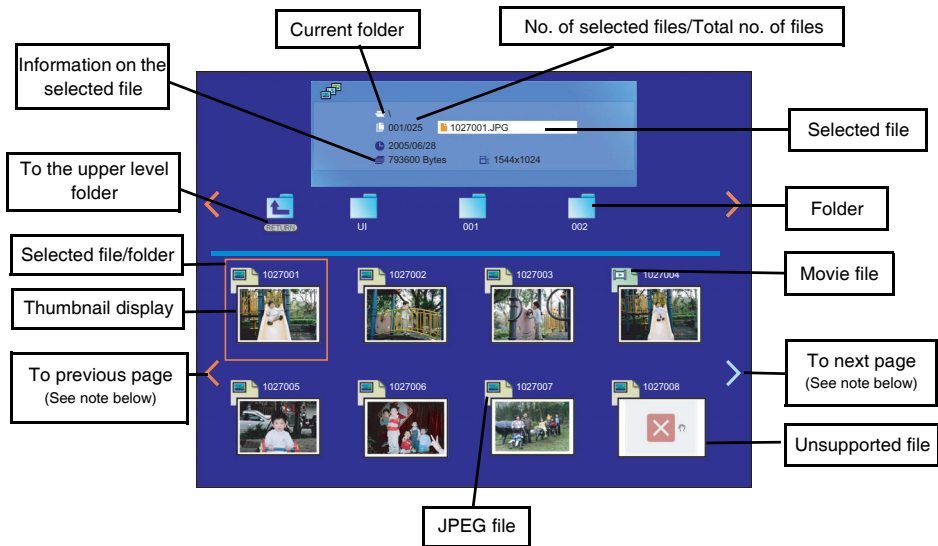 Current folder
No. of selected files/Total no. of files
Information on the
selected file
\
001/025
1027001.JPG
2005/06/28
793600 Bytes
1544x1024
Selected file
To the upper level
folder
RETURN
UI
001
002
Folder
Selected file/folder
1027001
1027002
1027003
1027004
Movie file
Thumbnail display
To previous page
(See note below)
To next page
(See note below)
1027005
1027006
1027007
1027008
Unsupported file
JPEG file